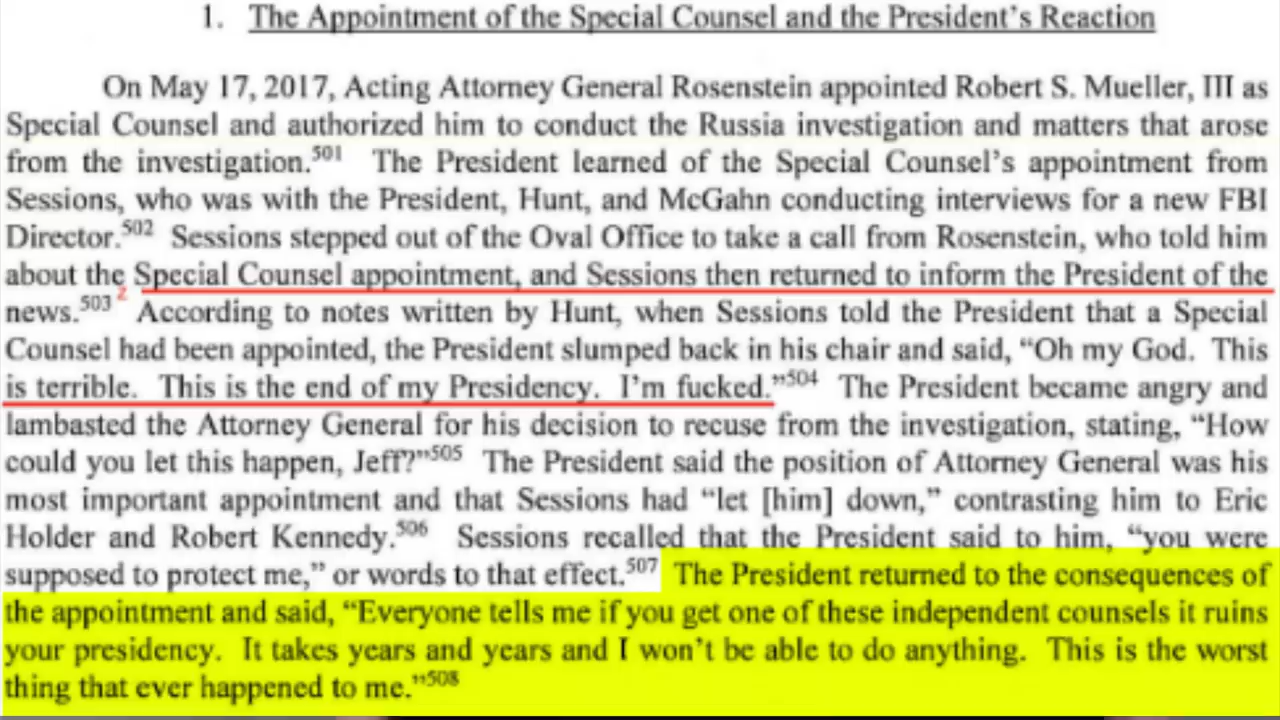 1. The Appointment of the Special Counsel and the President's Reaction
On May 17, 2017, Acting Attorney General Rosenstein appointed Robert S. Mueller, III as
Special Counsel and authorized him to conduct the Russia investigation and matters that arose
from the investigation.501 The President learned of the Special Counsel's appointment from
Sessions, who was with the President, Hunt, and McGahn conducting interviews for a new FBI
Director.502 Sessions stepped out of the Oval Office to take a call from Rosenstein, who told him
about the Special Counsel appointment, and Sessions then returned to inform the President of the
news.503 According to notes written by Hunt, when Sessions told the President that a Special
Counsel had been appointed, the President slumped back in his chair and said, “Oh my God. This
is terrible. This is the end of my Presidency. I'm fucked.”504 The President became angry and
lambasted the Attorney General for his decision to recuse from the investigation, stating, “How
could you let this happen, Jeff?”505 The President said the position of Attorney General was his
most important appointment and that Sessions had “let [him] down,” contrasting him to Eric
Holder and Robert Kennedy.506 Sessions recalled that the President said to him, “you were
supposed to protect me,” or words to that effect.507 The President returned to the consequences of
the appointment and said, “Everyone tells me if you get one of these independent counsels it ruins
your presidency. It takes years and years and I won't be able to do anything. This is the worst
thing that ever happened to me.”508